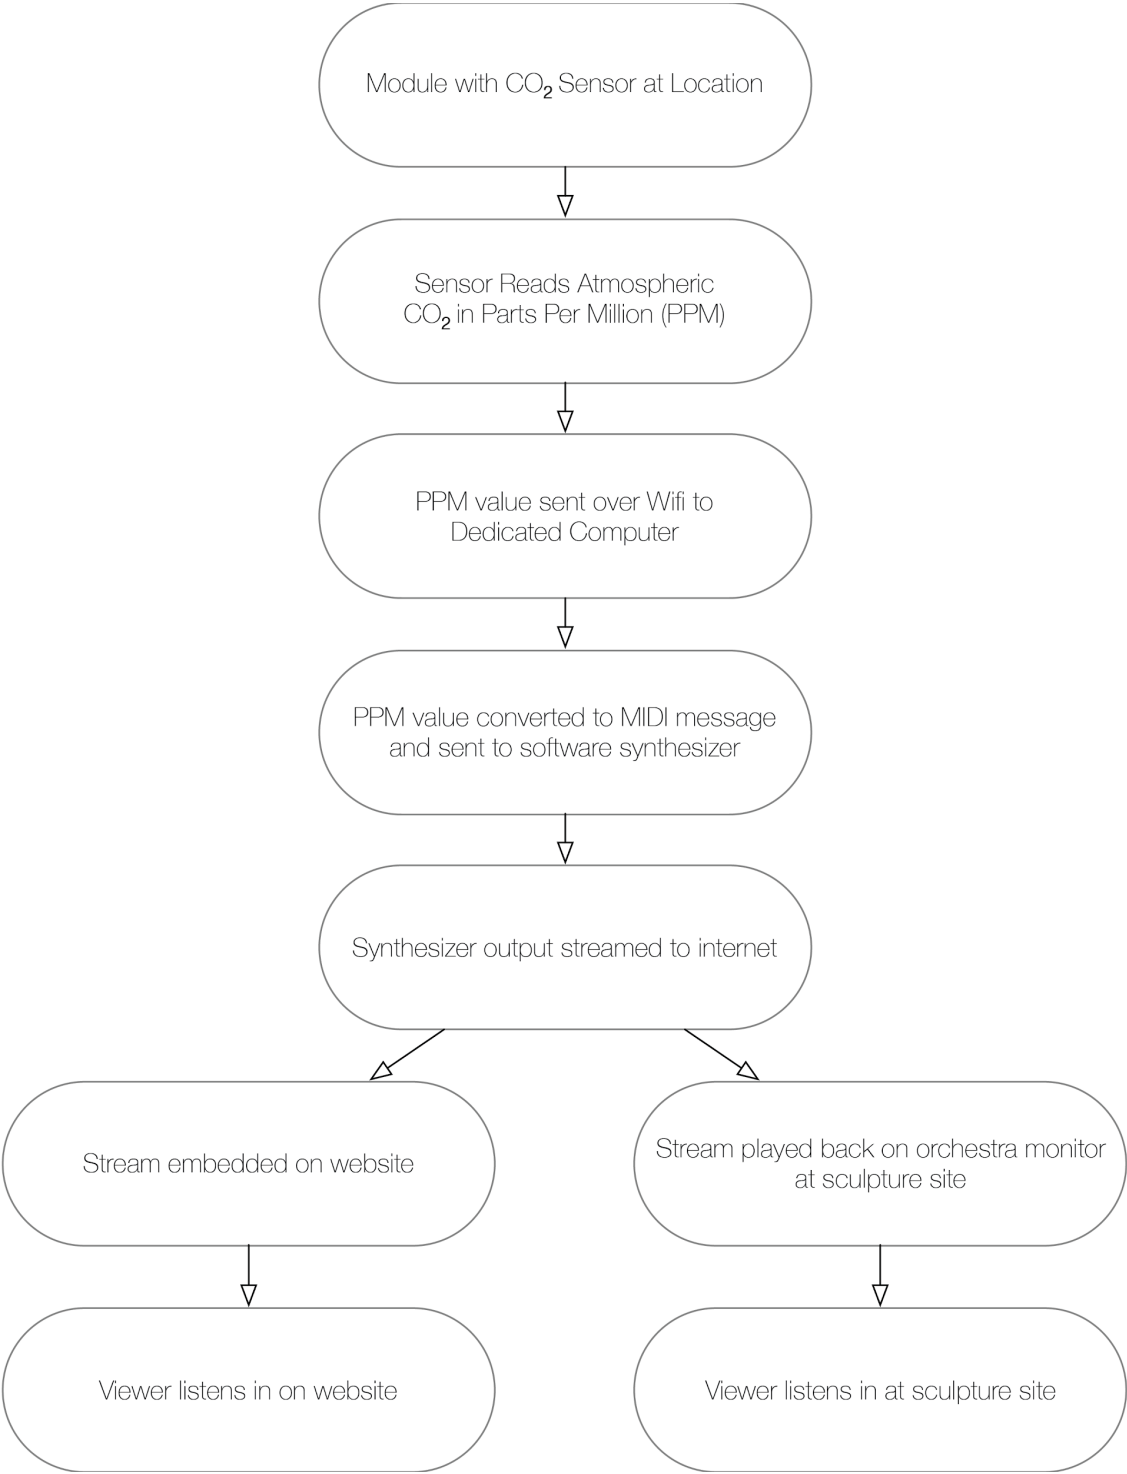 Module with CO₂ Sensor at Location
Sensor Reads Atmospheric
CO₂ in Parts Per Million (PPM)
PPM value sent over Wifi to
Dedicated Computer
PPM value converted to MIDI message
and sent to software synthesizer
Synthesizer output streamed to internet
Stream embedded on website
Stream played back on orchestra monitor
at sculpture site
Viewer listens in on website
Viewer listens in at sculpture site